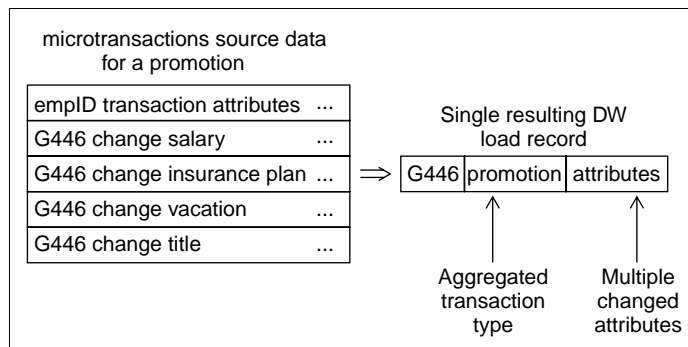 microtransactions source data
for a promotion
empID transaction attributes ...
G446 change salary ...
G446 change insurance plan ...
G446 change vacation ...
G446 change title ...
⇒
Single resulting DW
load record
G446 promotion attributes
Aggregated
transaction
type
Multiple
changed
attributes